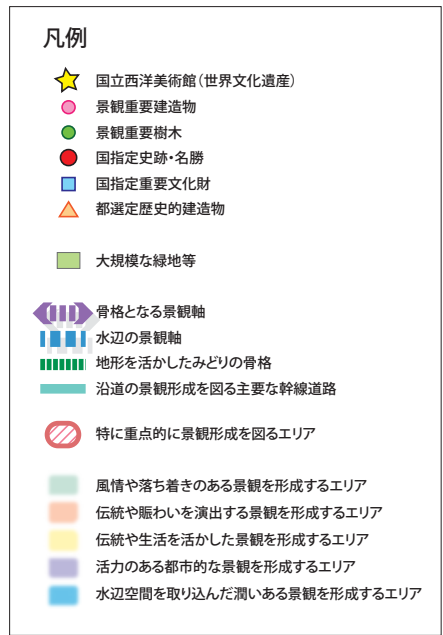 凡例
国立西洋美術館(世界文化遺産)
景観重要建造物
景観重要樹木
国指定史跡・名勝
国指定重要文化財
都選定歴史的建造物
大規模な緑地等
骨格となる景観軸
水辺の景観軸
地形を活かしたみどりの骨格
沿道の景観形成を図る主要な幹線道路
特に重点的に景観形成を図るエリア
風情や落ち着きのある景観を形成するエリア
伝統や賑わいを演出する景観を形成するエリア
伝統や生活を活かした景観を形成するエリア
活力のある都市的な景観を形成するエリア
水辺空間を取り込んだ潤いある景観を形成するエリア